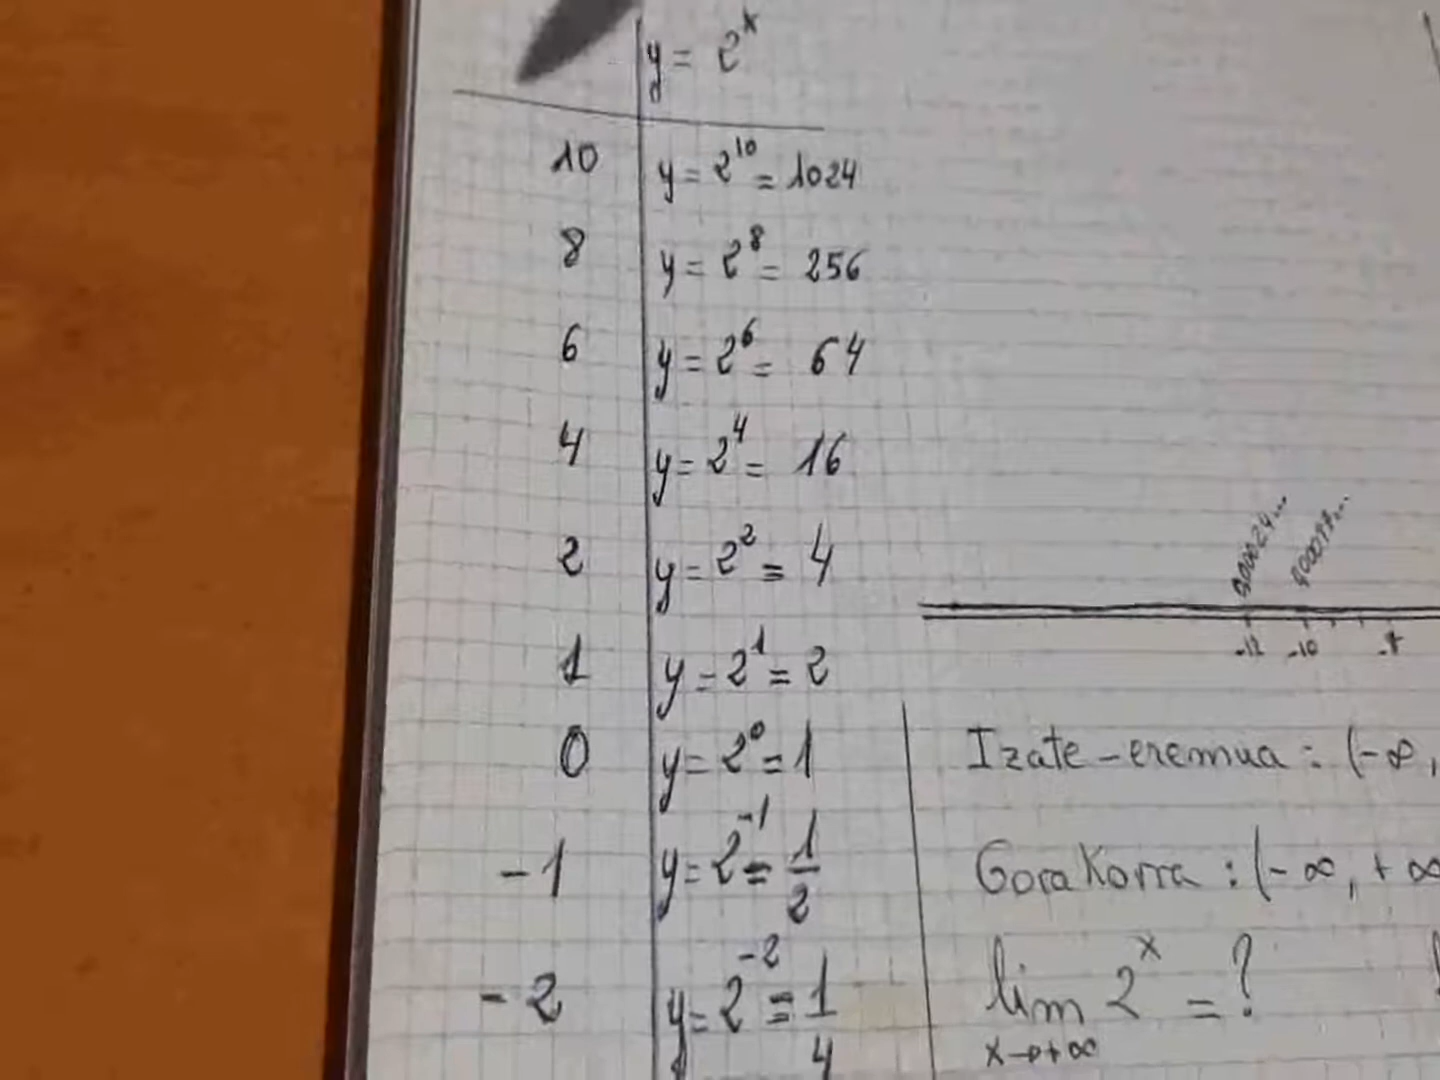 y = 2^x
10 y = 2^10 = 1024
8 y = 2^8 = 256
6 y = 2^6 = 64
4 y = 2^4 = 16
2 y = 2^2 = 4
1 y = 2^1 = 2
0 y = 2^0 = 1
-1 y = 2^-1 = 1/2
-2 y = 2^-2 = 1/4
-12 -10
Izate-eremua : (-∞,
Gorakorra : (-∞, +∞
lim 2^x = ?
x→+∞